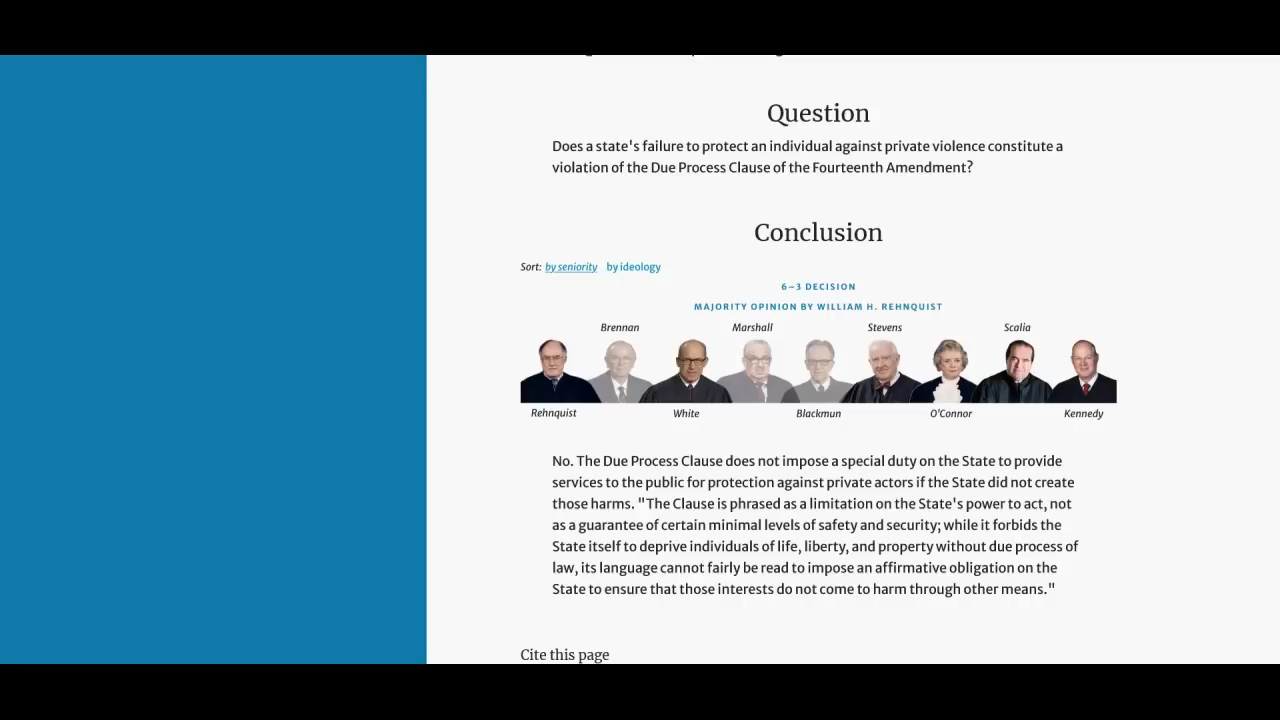 Question
Does a state's failure to protect an individual against private violence constitute a
violation of the Due Process Clause of the Fourteenth Amendment?
Conclusion
Sort: by seniority by ideology
6–3 DECISION
MAJORITY OPINION BY WILLIAM H. REHNQUIST
Brennan Marshall Stevens Scalia
Rehnquist White Blackmun O'Connor Kennedy
No. The Due Process Clause does not impose a special duty on the State to provide
services to the public for protection against private actors if the State did not create
those harms. "The Clause is phrased as a limitation on the State's power to act, not
as a guarantee of certain minimal levels of safety and security; while it forbids the
State itself to deprive individuals of life, liberty, and property without due process of
law, its language cannot fairly be read to impose an affirmative obligation on the
State to ensure that those interests do not come to harm through other means."
Cite this page